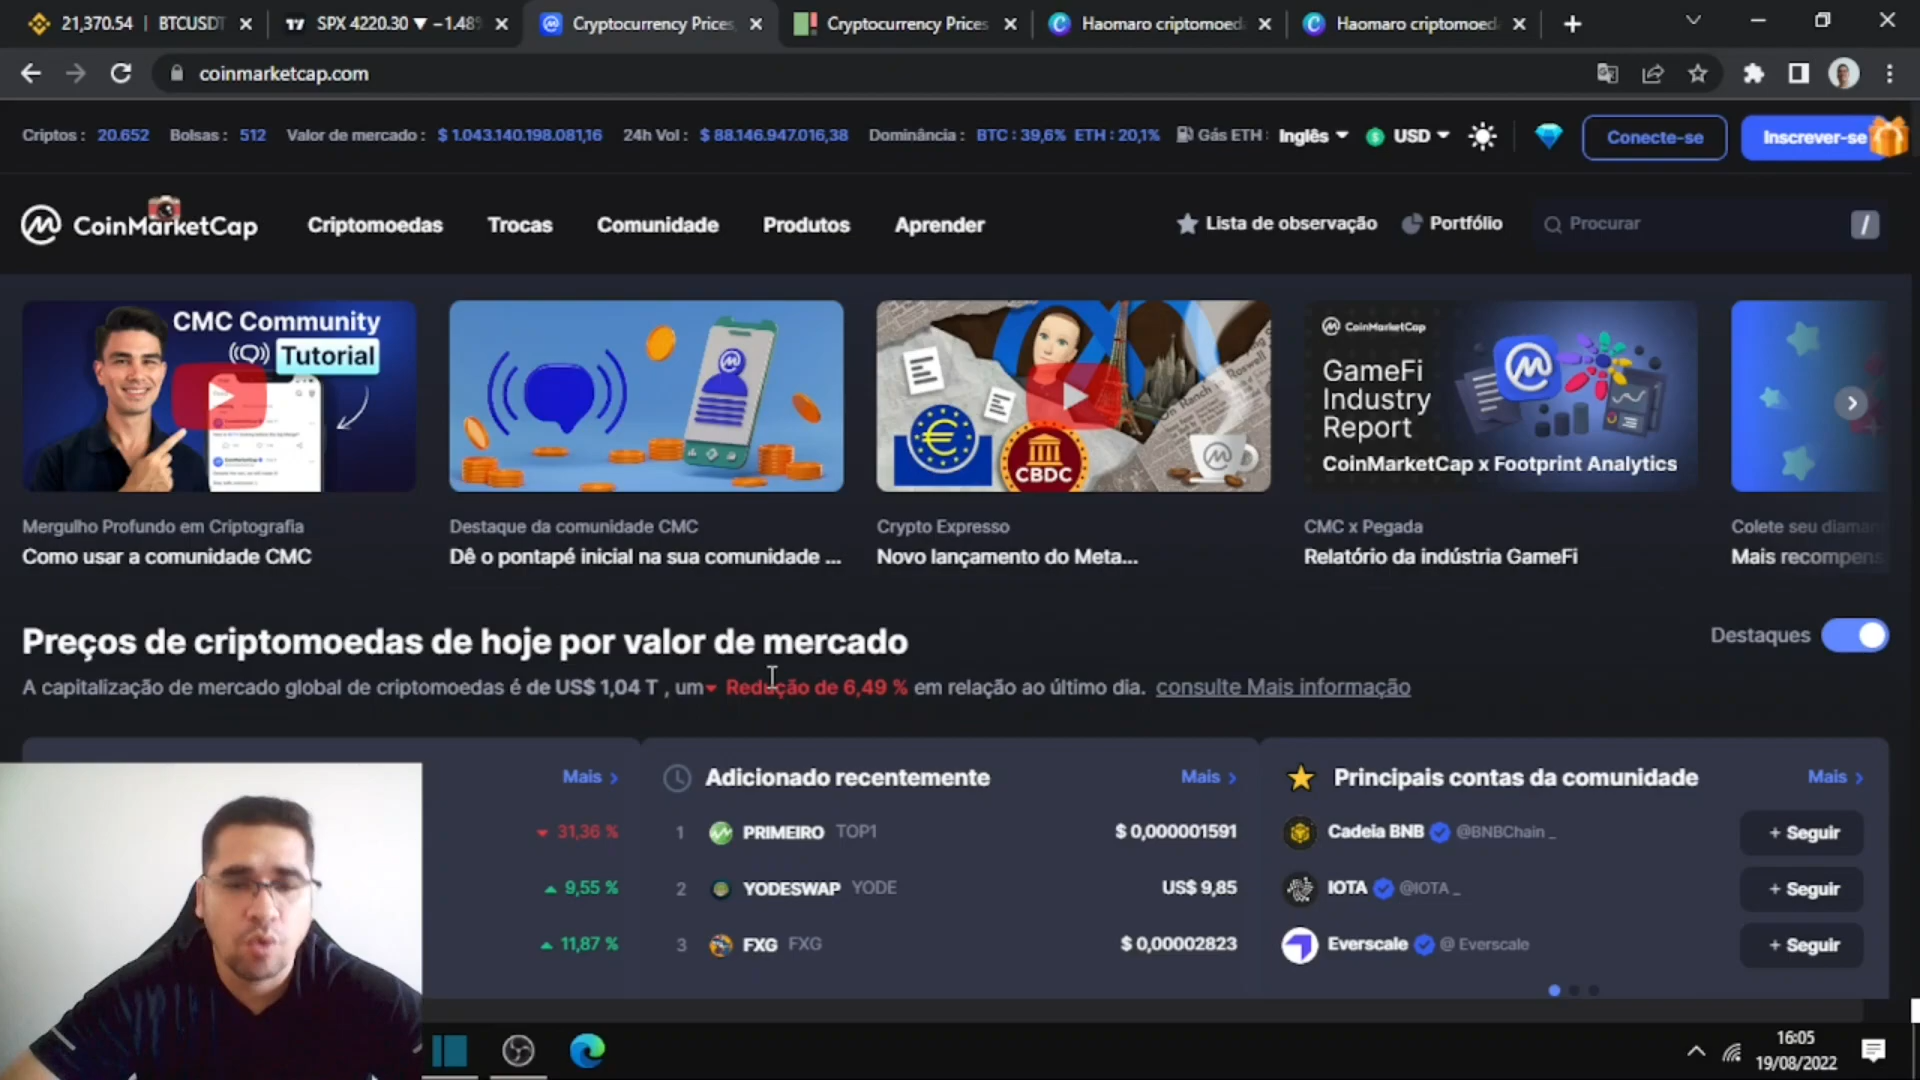 21,370.54 | BTCUSDT
SPX 4220.30 ▼ −1.48%
Cryptocurrency Prices,
Cryptocurrency Prices
Haomaro criptomoed
Haomaro criptomoed
coinmarketcap.com
Criptos : 20.652 Bolsas : 512 Valor de mercado : $ 1.043.140.198.081,16 24h Vol : $ 88.146.947.016,38 Dominância : BTC : 39,6% ETH : 20,1% Gás ETH : Inglês USD Conecte-se Inscrever-se
CoinMarketCap Criptomoedas Trocas Comunidade Produtos Aprender Lista de observação Portfólio Procurar /
CMC Community
Tutorial
CBDC
CoinMarketCap
GameFi
Industry
Report
CoinMarketCap x Footprint Analytics
Mergulho Profundo em Criptografia
Como usar a comunidade CMC
Destaque da comunidade CMC
Dê o pontapé inicial na sua comunidade ...
Crypto Expresso
Novo lançamento do Meta...
CMC x Pegada
Relatório da indústria GameFi
Colete seu diaman
Mais recompens
Preços de criptomoedas de hoje por valor de mercado
Destaques
A capitalização de mercado global de criptomoedas é de US$ 1,04 T , um Redução de 6,49 % em relação ao último dia. consulte Mais informação
Mais >
31,36 %
9,55 %
11,87 %
Adicionado recentemente Mais >
1 PRIMEIRO TOP1 $ 0,000001591
2 YODESWAP YODE US$ 9,85
3 FXG FXG $ 0,00002823
Principais contas da comunidade Mais >
Cadeia BNB @BNBChain _ + Seguir
IOTA @IOTA _ + Seguir
Everscale @ Everscale + Seguir
16:05
19/08/2022